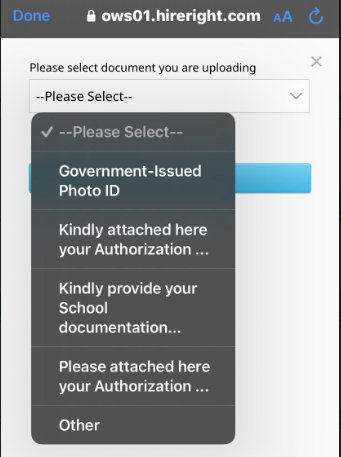 Done ows01.hireright.com AA
Please select document you are uploading
--Please Select--
✓ --Please Select--
Government-Issued
Photo ID
Kindly attached here
your Authorization ...
Kindly provide your
School
documentation...
Please attached here
your Authorization ...
Other